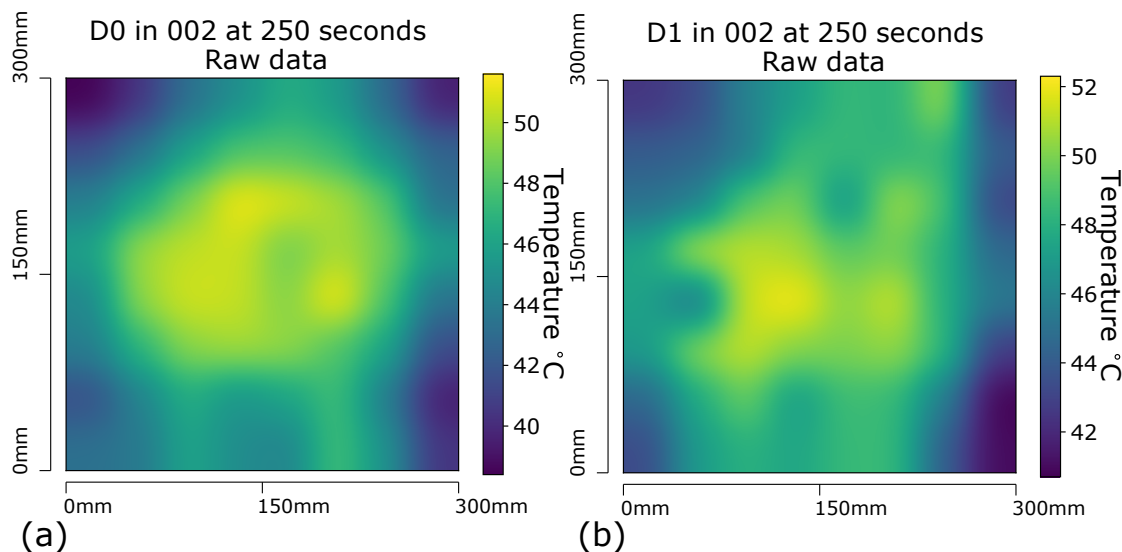 D0 in 002 at 250 seconds
Raw data
300mm
150mm
0mm
0mm
150mm
300mm
50
48
46
44
42
40
Temperature °C
(a)
D1 in 002 at 250 seconds
Raw data
300mm
150mm
0mm
0mm
150mm
300mm
52
50
48
46
44
42
Temperature °C
(b)